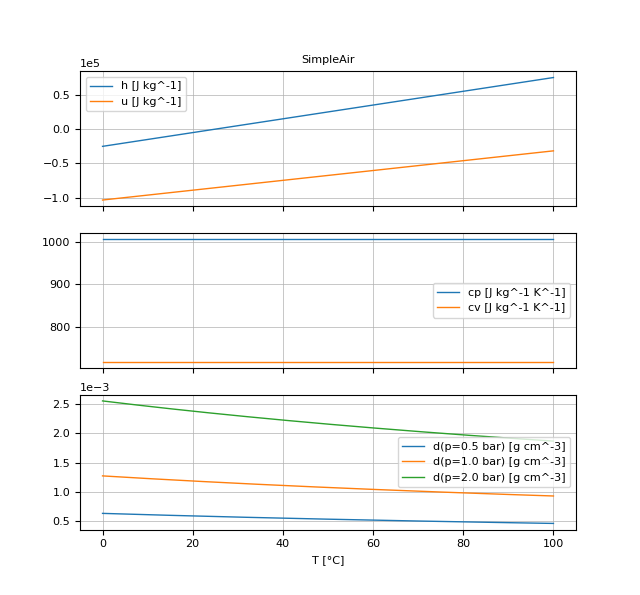 SimpleAir
1e5
h [J kg^-1]
u [J kg^-1]
0.5
0.0
−0.5
−1.0
1000
900
800
cp [J kg^-1 K^-1]
cv [J kg^-1 K^-1]
1e−3
2.5
2.0
1.5
1.0
0.5
d(p=0.5 bar) [g cm^-3]
d(p=1.0 bar) [g cm^-3]
d(p=2.0 bar) [g cm^-3]
0 20 40 60 80 100
T [°C]